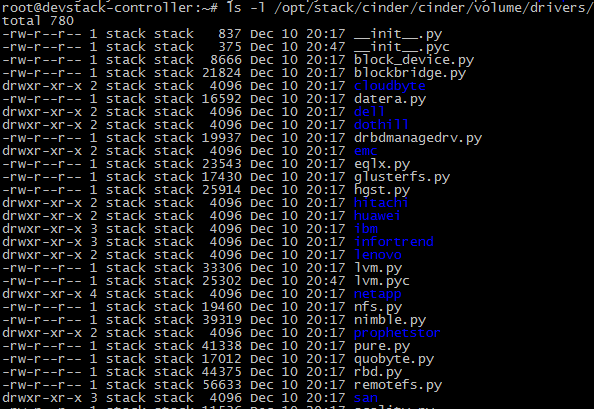 root@devstack-controller:~# ls -l /opt/stack/cinder/cinder/volume/drivers/
total 780
-rw-r--r-- 1 stack stack   837 Dec 10 20:17 __init__.py
-rw-r--r-- 1 stack stack   375 Dec 10 20:47 __init__.pyc
-rw-r--r-- 1 stack stack  8666 Dec 10 20:17 block_device.py
-rw-r--r-- 1 stack stack 21824 Dec 10 20:17 blockbridge.py
drwxr-xr-x 2 stack stack  4096 Dec 10 20:17 cloudbyte
-rw-r--r-- 1 stack stack 16592 Dec 10 20:17 datera.py
drwxr-xr-x 2 stack stack  4096 Dec 10 20:17 dell
drwxr-xr-x 2 stack stack  4096 Dec 10 20:17 dothill
-rw-r--r-- 1 stack stack 19937 Dec 10 20:17 drbdmanagedrv.py
drwxr-xr-x 2 stack stack  4096 Dec 10 20:17 emc
-rw-r--r-- 1 stack stack 23543 Dec 10 20:17 eqlx.py
-rw-r--r-- 1 stack stack 17430 Dec 10 20:17 glusterfs.py
-rw-r--r-- 1 stack stack 25914 Dec 10 20:17 hgst.py
drwxr-xr-x 2 stack stack  4096 Dec 10 20:17 hitachi
drwxr-xr-x 2 stack stack  4096 Dec 10 20:17 huawei
drwxr-xr-x 3 stack stack  4096 Dec 10 20:17 ibm
drwxr-xr-x 3 stack stack  4096 Dec 10 20:17 infortrend
drwxr-xr-x 2 stack stack  4096 Dec 10 20:17 lenovo
-rw-r--r-- 1 stack stack 33306 Dec 10 20:17 lvm.py
-rw-r--r-- 1 stack stack 25302 Dec 10 20:47 lvm.pyc
drwxr-xr-x 4 stack stack  4096 Dec 10 20:17 netapp
-rw-r--r-- 1 stack stack 19460 Dec 10 20:17 nfs.py
-rw-r--r-- 1 stack stack 39319 Dec 10 20:17 nimble.py
drwxr-xr-x 2 stack stack  4096 Dec 10 20:17 prophetstor
-rw-r--r-- 1 stack stack 41338 Dec 10 20:17 pure.py
-rw-r--r-- 1 stack stack 17012 Dec 10 20:17 quobyte.py
-rw-r--r-- 1 stack stack 44375 Dec 10 20:17 rbd.py
-rw-r--r-- 1 stack stack 56633 Dec 10 20:17 remotefs.py
drwxr-xr-x 3 stack stack  4096 Dec 10 20:17 san